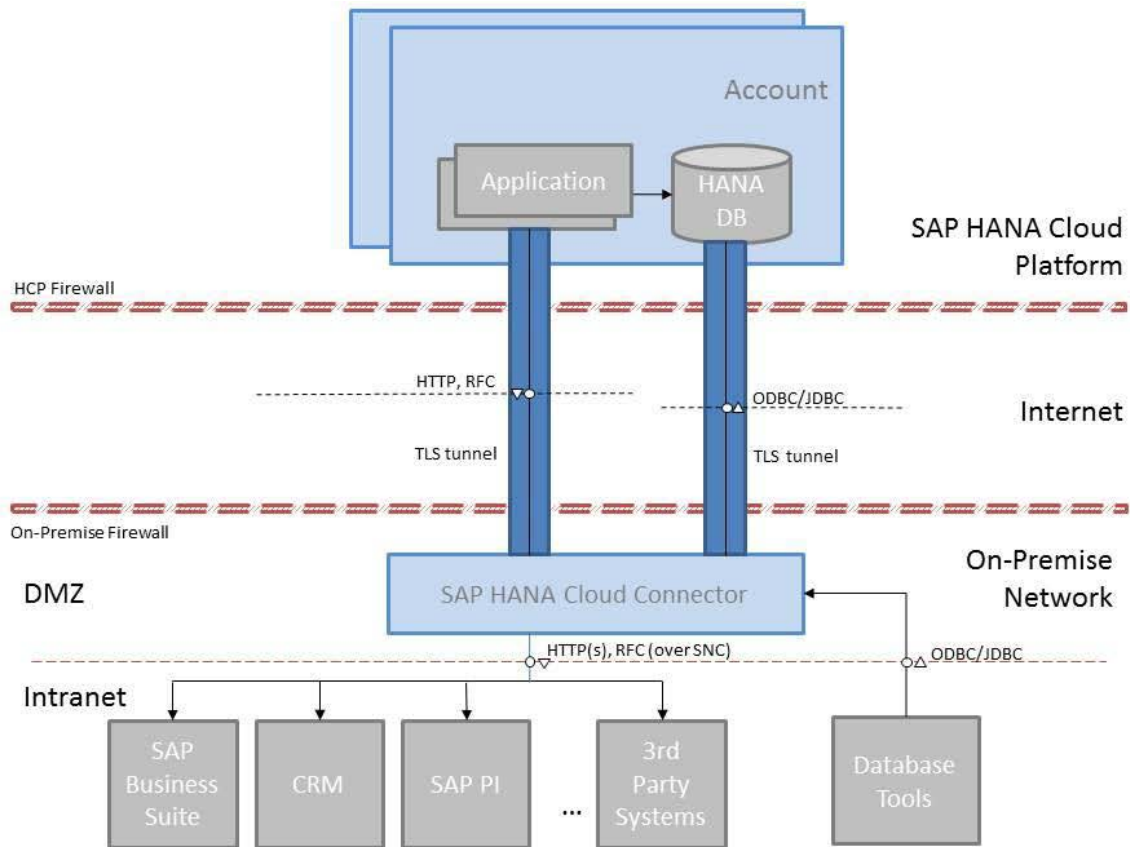 Account
Application
HANA
DB
SAP HANA Cloud
Platform
HCP Firewall
HTTP, RFC
ODBC/JDBC
Internet
TLS tunnel
TLS tunnel
On-Premise Firewall
On-Premise
Network
DMZ
SAP HANA Cloud Connector
HTTP(s), RFC (over SNC)
ODBC/JDBC
Intranet
SAP
Business
Suite
CRM
SAP PI
...
3rd
Party
Systems
Database
Tools